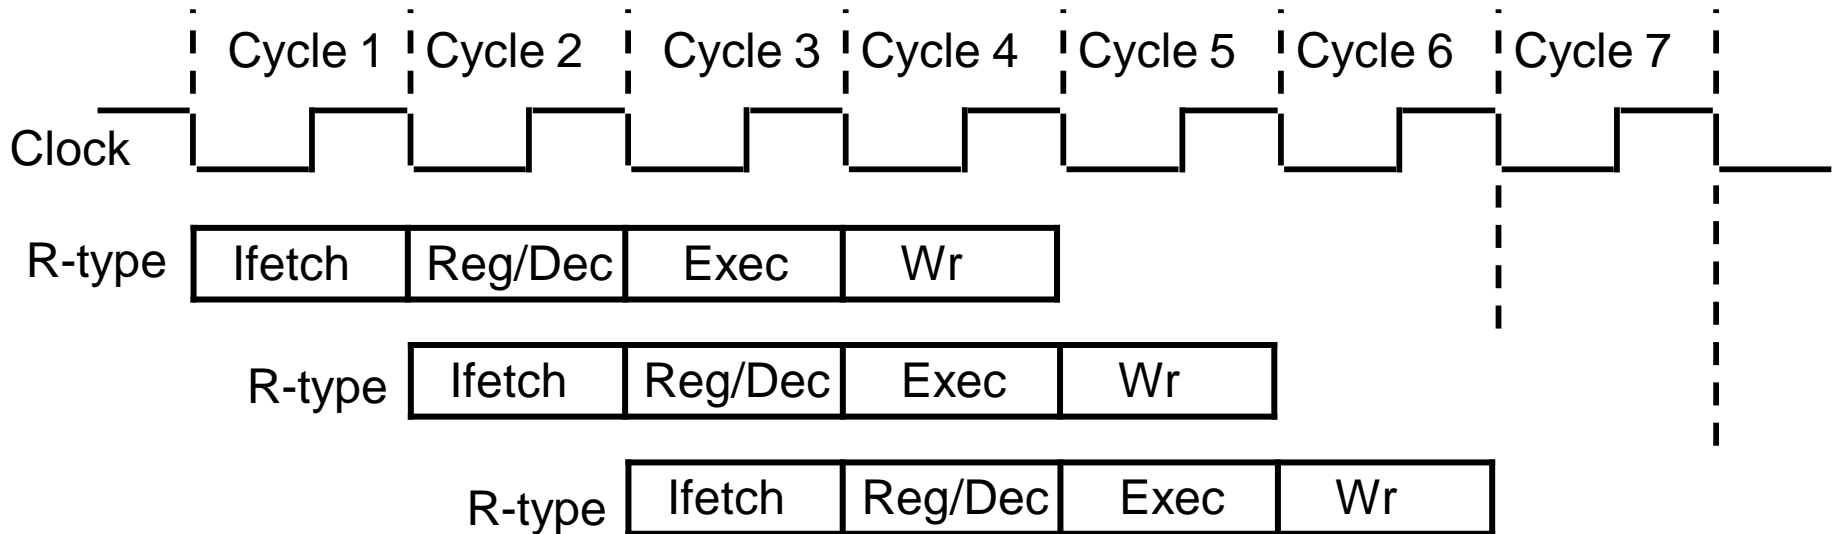 Cycle 1 Cycle 2 Cycle 3 Cycle 4 Cycle 5 Cycle 6 Cycle 7
Clock
R-type Ifetch Reg/Dec Exec Wr
R-type Ifetch Reg/Dec Exec Wr
R-type Ifetch Reg/Dec Exec Wr